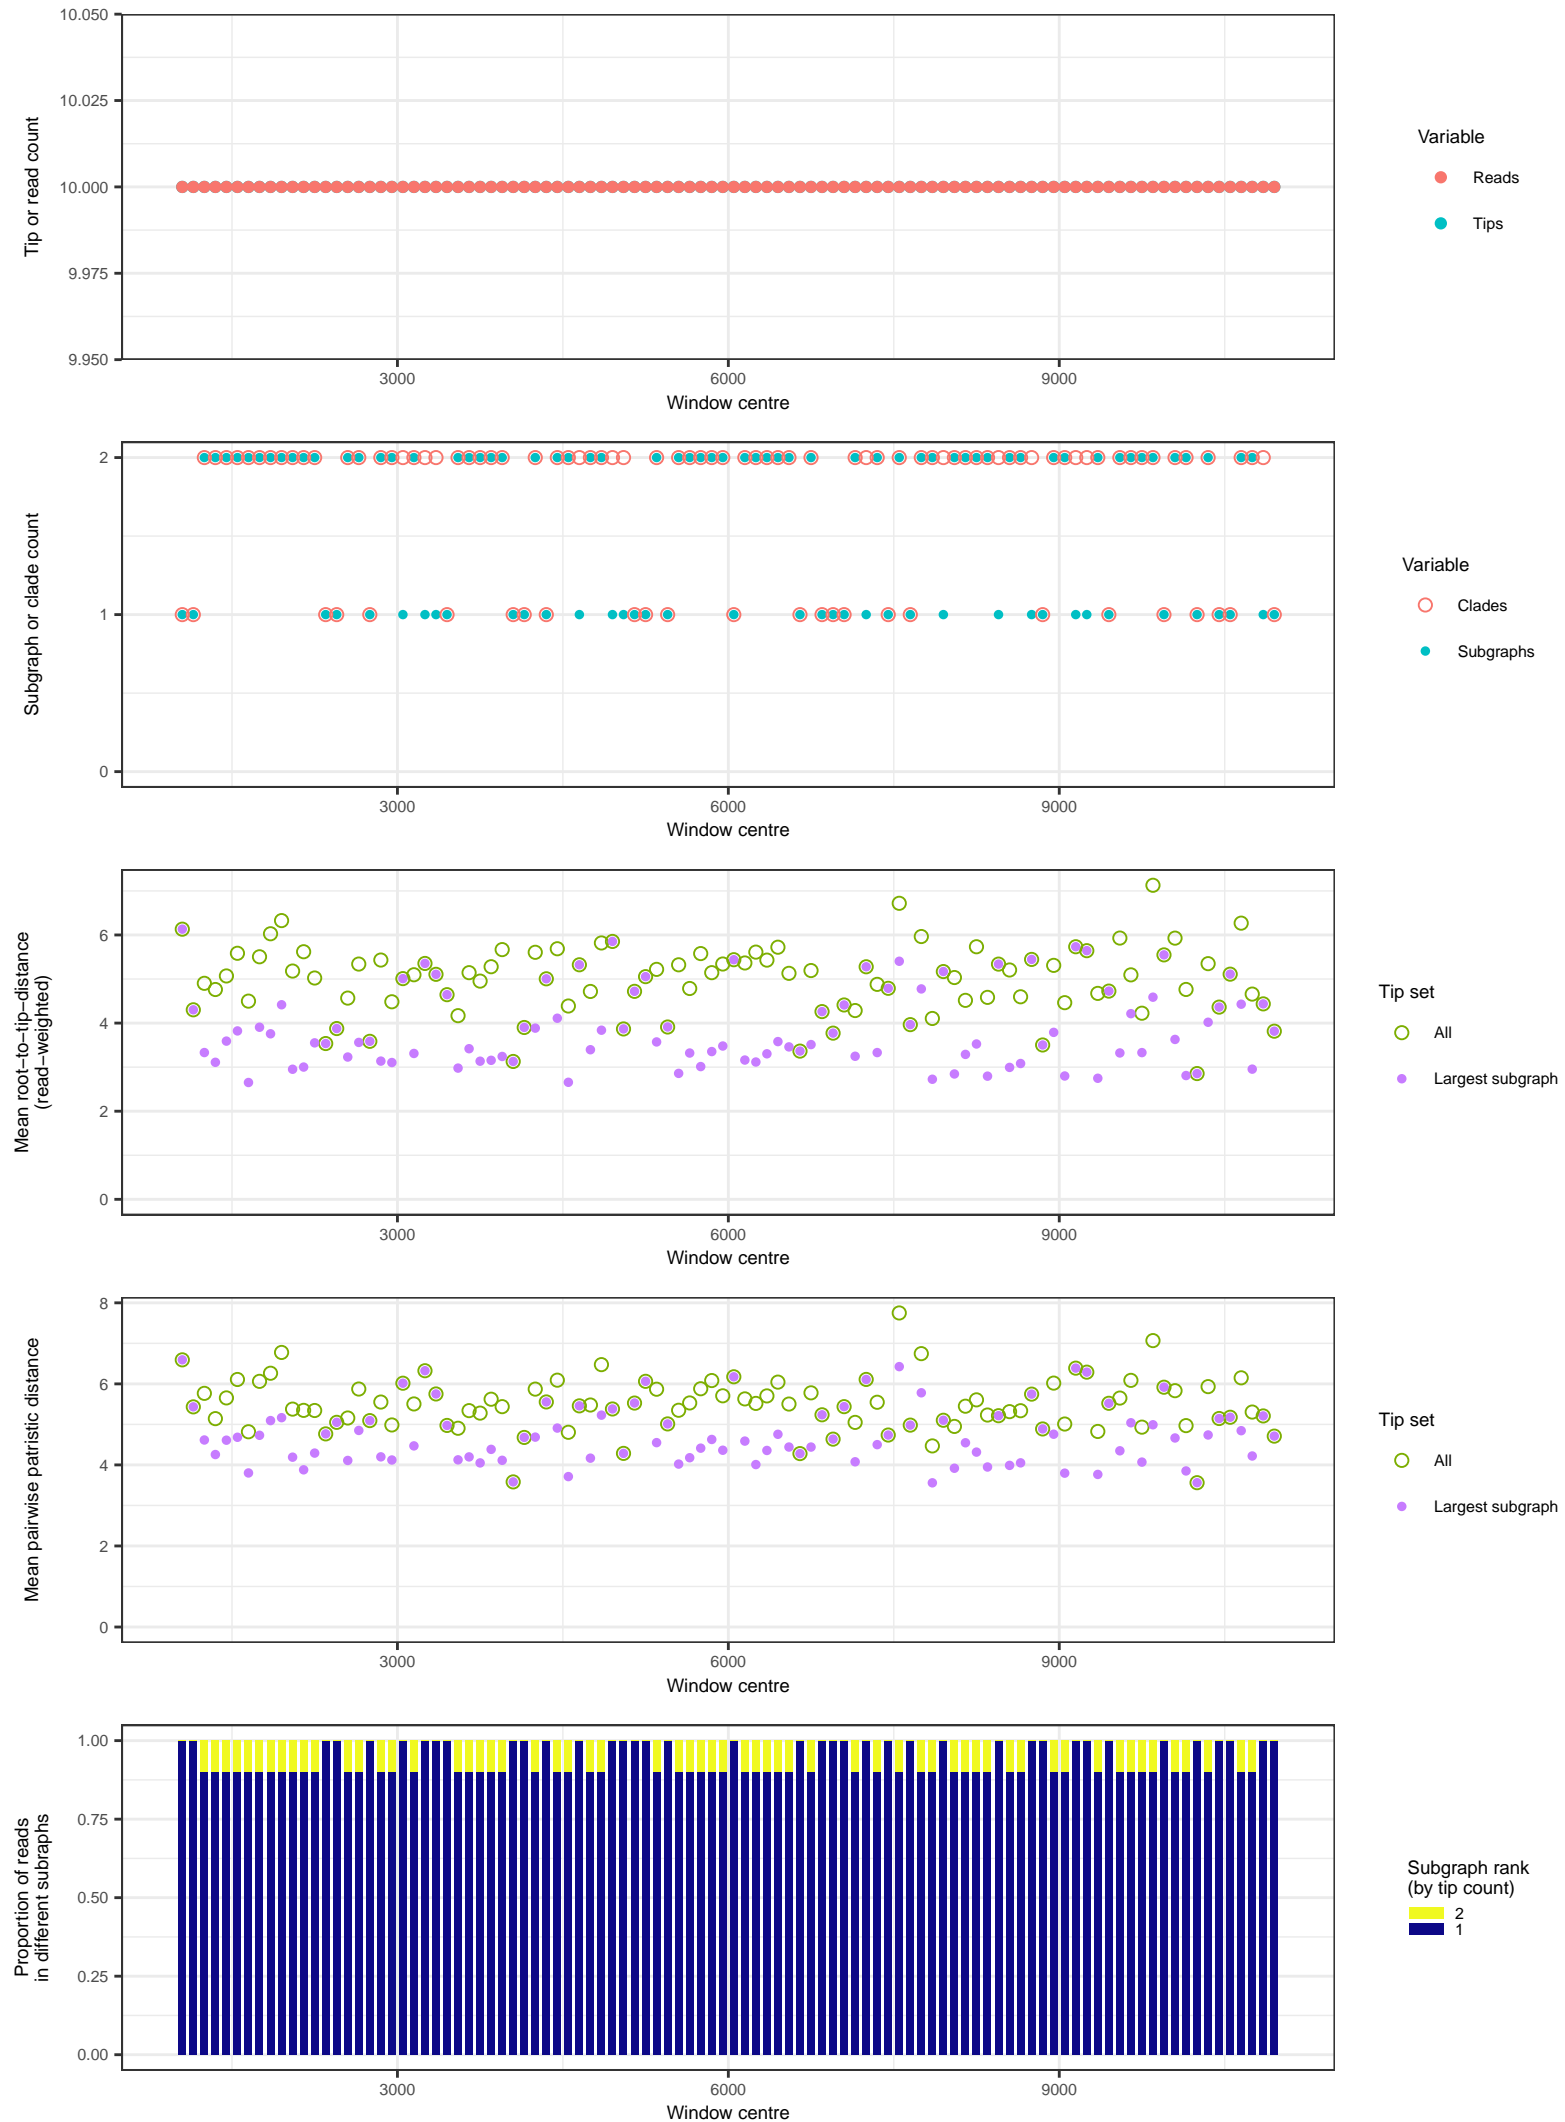 10.050
10.025
10.000
9.975
9.950
Tip or read count
3000 6000 9000
Window centre
Variable
Reads
Tips
2
1
0
Subgraph or clade count
3000 6000 9000
Window centre
Variable
Clades
Subgraphs
6
4
2
0
Mean root−to−tip−distance
(read−weighted)
3000 6000 9000
Window centre
Tip set
All
Largest subgraph
8
6
4
2
0
Mean pairwise patristic distance
3000 6000 9000
Window centre
Tip set
All
Largest subgraph
1.00
0.75
0.50
0.25
0.00
Proportion of reads
in different subraphs
3000 6000 9000
Window centre
Subgraph rank
(by tip count)
2
1